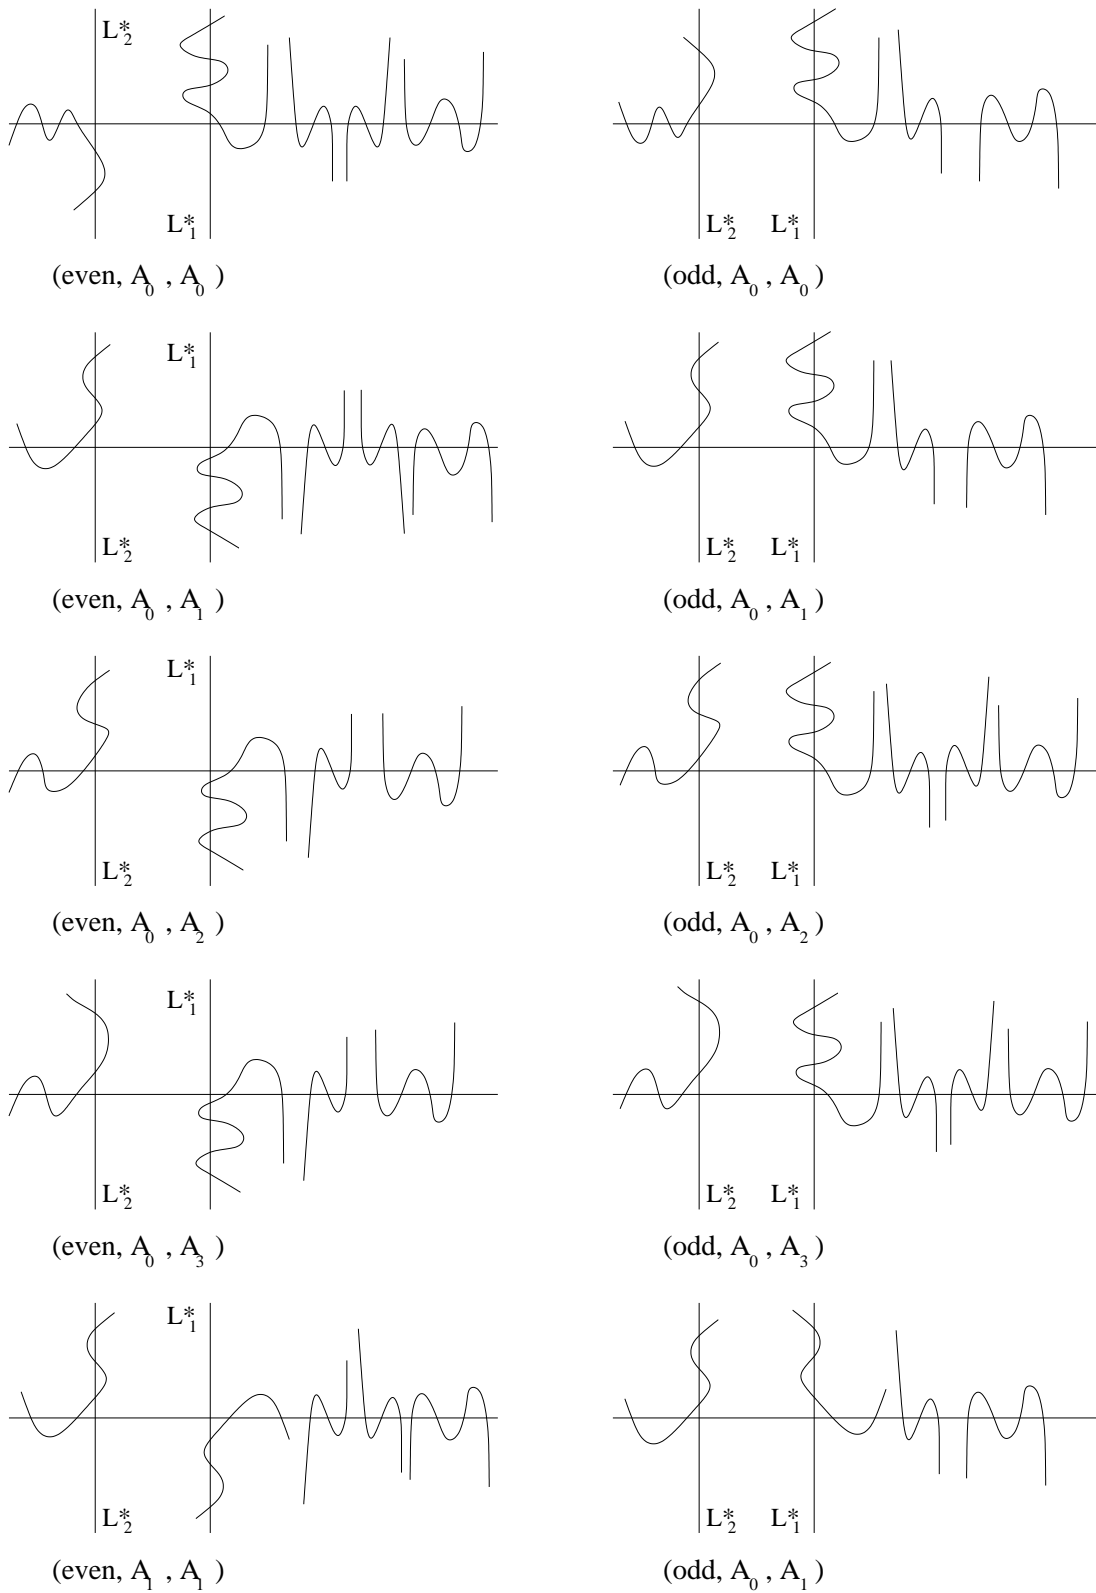 L*2 L*1
(even, A0 , A0 )
L*2 L*1
(odd, A0 , A0 )
L*1 L*2
(even, A0 , A1 )
L*2 L*1
(odd, A0 , A1 )
L*1 L*2
(even, A0 , A2 )
L*2 L*1
(odd, A0 , A2 )
L*1 L*2
(even, A0 , A3 )
L*2 L*1
(odd, A0 , A3 )
L*1 L*2
(even, A1 , A1 )
L*2 L*1
(odd, A0 , A1 )